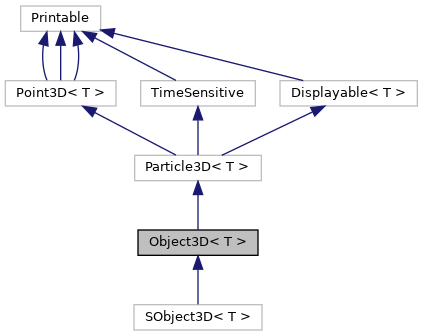 Printable
Point3D< T >
TimeSensitive
Displayable< T >
Particle3D< T >
Object3D< T >
SObject3D< T >